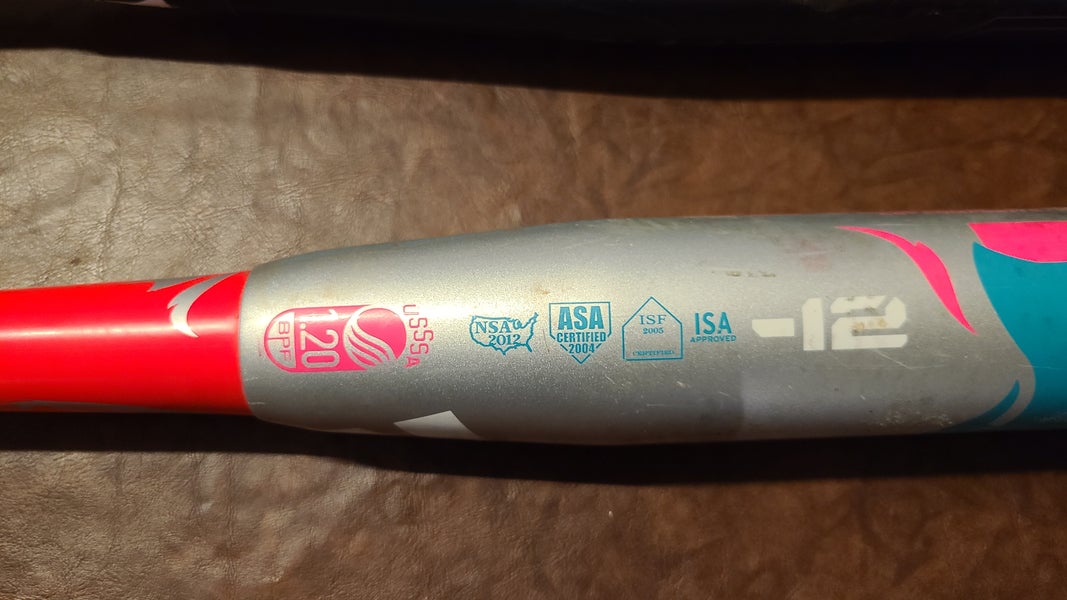 USSSA
1.20
BPF
NSA
2012
ASA
CERTIFIED
2004
ISF
2005
CERTIFIED
ISA
APPROVED
-12